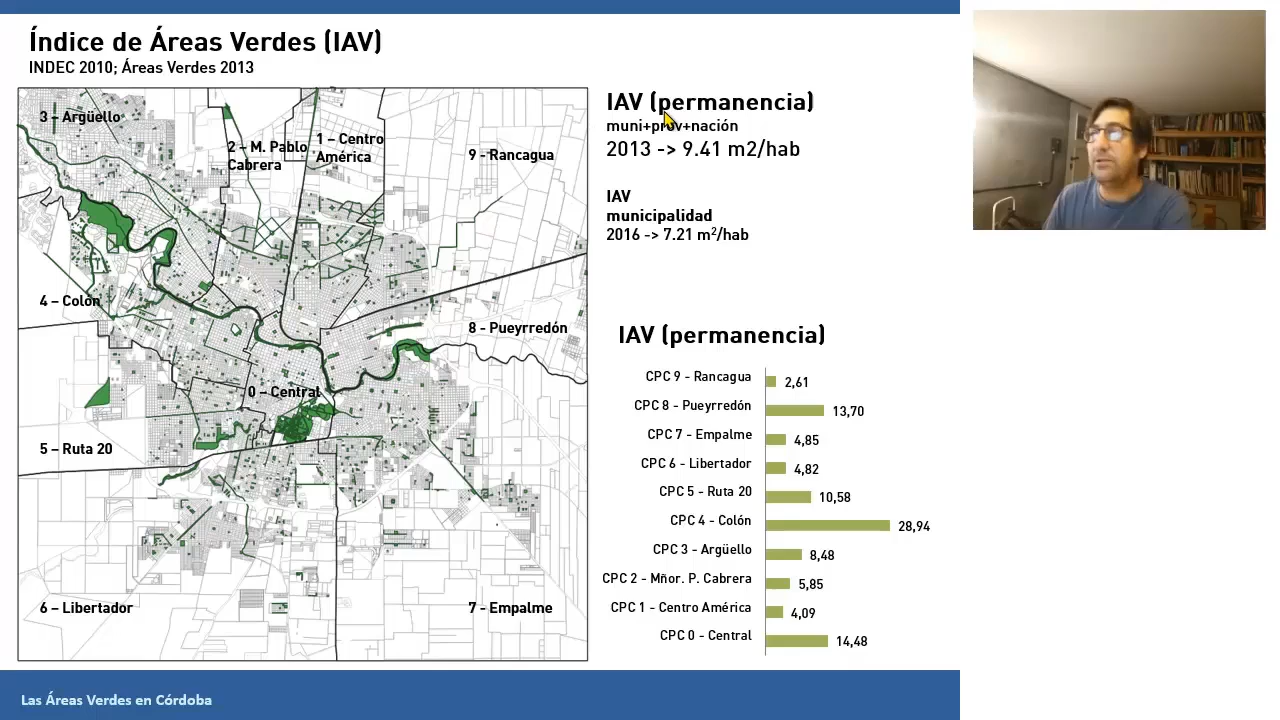 Índice de Áreas Verdes (IAV)
INDEC 2010; Áreas Verdes 2013
3 – Argüello
2 – M. Pablo
Cabrera
1 – Centro
América
9 - Rancagua
4 – Colón
8 - Pueyrredón
0 – Central
5 – Ruta 20
6 – Libertador
7 - Empalme
IAV (permanencia)
muni+prov+nación
2013 -> 9.41 m2/hab
IAV
municipalidad
2016 -> 7.21 m²/hab
IAV (permanencia)
CPC 9 - Rancagua 2,61
CPC 8 - Pueyrredón 13,70
CPC 7 - Empalme 4,85
CPC 6 - Libertador 4,82
CPC 5 - Ruta 20 10,58
CPC 4 - Colón 28,94
CPC 3 - Argüello 8,48
CPC 2 - Mñor. P. Cabrera 5,85
CPC 1 - Centro América 4,09
CPC 0 - Central 14,48
Las Áreas Verdes en Córdoba